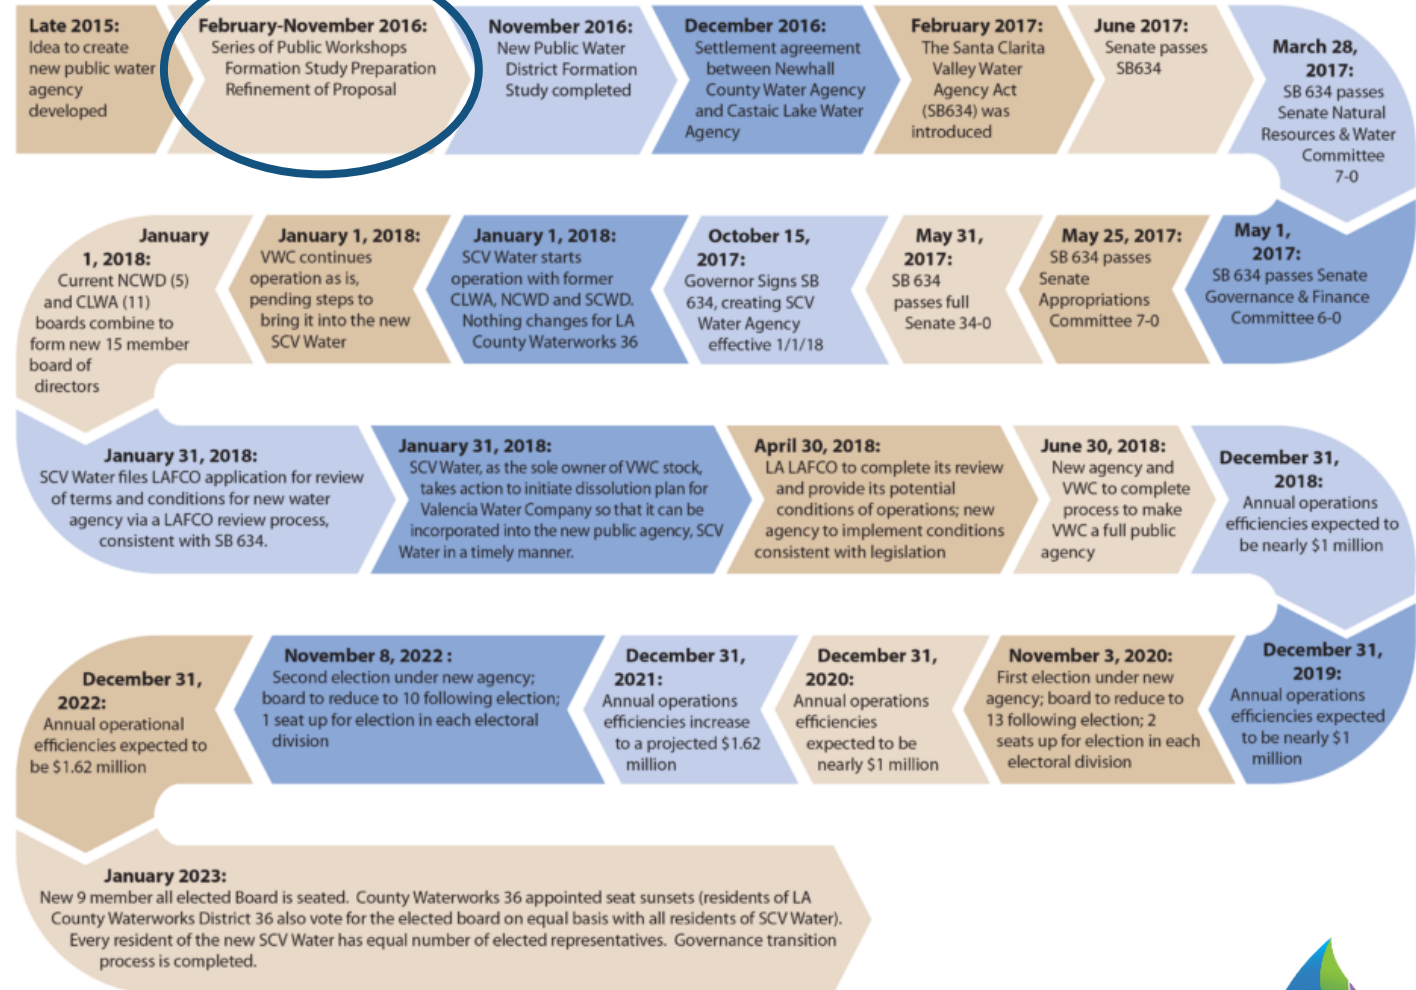 Late 2015:
Idea to create
new public water
agency
developed
February-November 2016:
Series of Public Workshops
Formation Study Preparation
Refinement of Proposal
November 2016:
New Public Water
District Formation
Study completed
December 2016:
Settlement agreement
between Newhall
County Water Agency
and Castaic Lake Water
Agency
February 2017:
The Santa Clarita
Valley Water
Agency Act
(SB634) was
introduced
June 2017:
Senate passes
SB634
March 28,
2017:
SB 634 passes
Senate Natural
Resources & Water
Committee
7-0
May 1,
2017:
SB 634 passes Senate
Governance & Finance
Committee 6-0
May 25, 2017:
SB 634 passes
Senate
Appropriations
Committee 7-0
May 31,
2017:
SB 634
passes full
Senate 34-0
October 15,
2017:
Governor Signs SB
634, creating SCV
Water Agency
effective 1/1/18
January 1, 2018:
SCV Water starts
operation with former
CLWA, NCWD and SCWD.
Nothing changes for LA
County Waterworks 36
January 1, 2018:
VWC continues
operation as is,
pending steps to
bring it into the new
SCV Water
January
1, 2018:
Current NCWD (5)
and CLWA (11)
boards combine to
form new 15 member
board of
directors
January 31, 2018:
SCV Water files LAFCO application for review
of terms and conditions for new water
agency via a LAFCO review process,
consistent with SB 634.
January 31, 2018:
SCV Water, as the sole owner of VWC stock,
takes action to initiate dissolution plan for
Valencia Water Company so that it can be
incorporated into the new public agency, SCV
Water in a timely manner.
April 30, 2018:
LA LAFCO to complete its review
and provide its potential
conditions of operations; new
agency to implement conditions
consistent with legislation
June 30, 2018:
New agency and
VWC to complete
process to make
VWC a full public
agency
December 31,
2018:
Annual operations
efficiencies expected to
be nearly $1 million
December 31,
2019:
Annual operations
efficiencies expected
to be nearly $1
million
November 3, 2020:
First election under new
agency; board to reduce to
13 following election; 2
seats up for election in each
electoral division
December 31,
2020:
Annual operations
efficiencies
expected to be
nearly $1 million
December 31,
2021:
Annual operations
efficiencies increase
to a projected $1.62
million
November 8, 2022 :
Second election under new agency;
board to reduce to 10 following election;
1 seat up for election in each electoral
division
December 31,
2022:
Annual operational
efficiencies expected to
be $1.62 million
January 2023:
New 9 member all elected Board is seated. County Waterworks 36 appointed seat sunsets (residents of LA
County Waterworks District 36 also vote for the elected board on equal basis with all residents of SCV Water).
Every resident of the new SCV Water has equal number of elected representatives. Governance transition
process is completed.